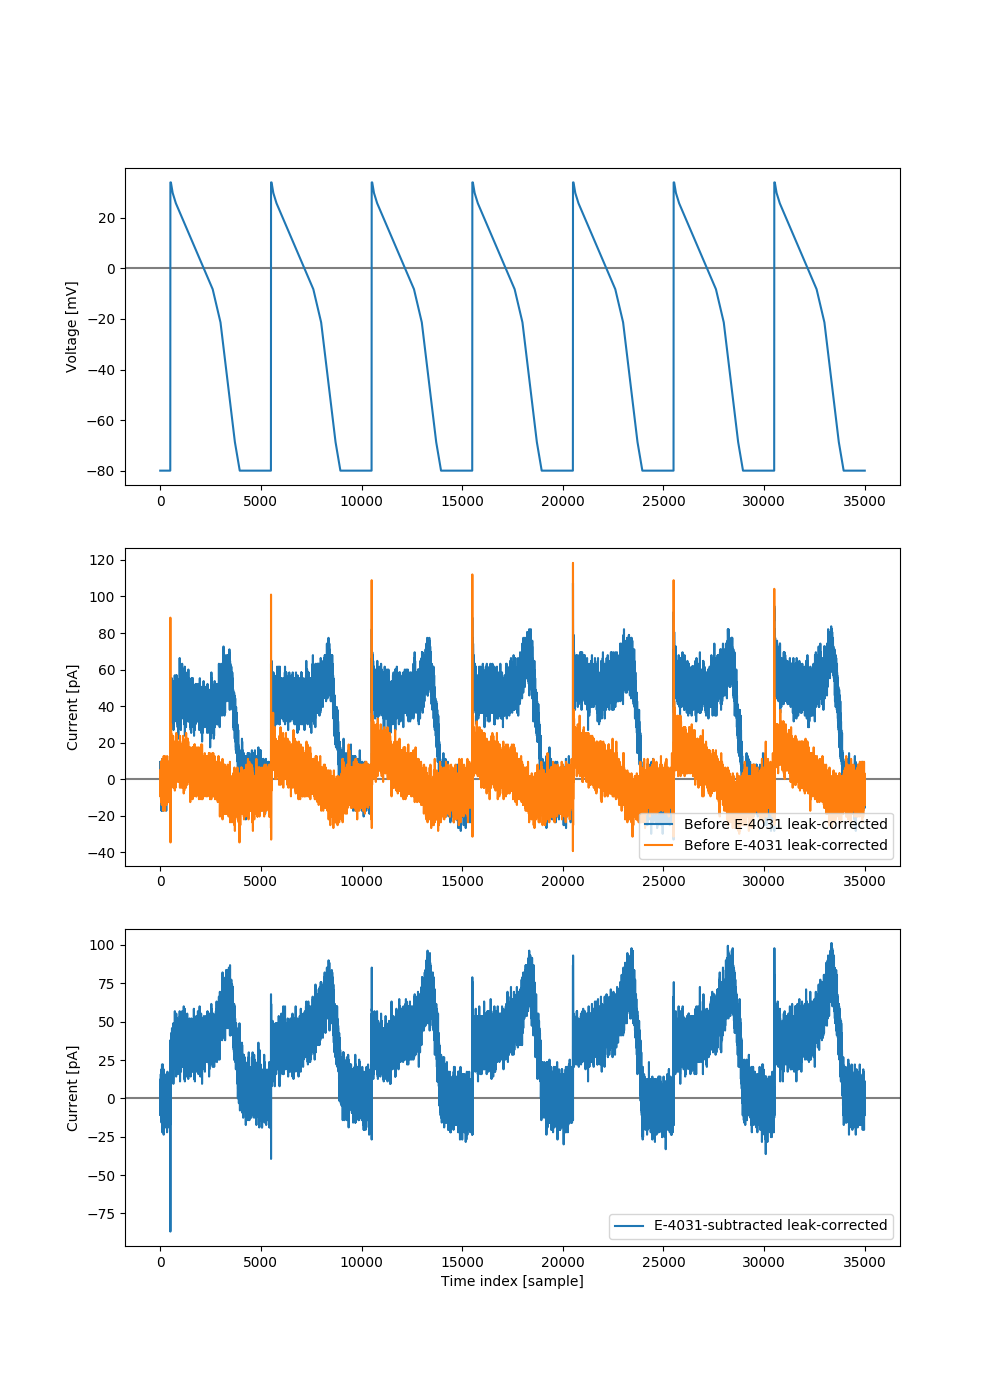 20
0
−20
−40
−60
−80
Voltage [mV]
0 5000 10000 15000 20000 25000 30000 35000
120
100
80
60
40
20
0
−20
−40
Current [pA]
Before E-4031 leak-corrected
Before E-4031 leak-corrected
0 5000 10000 15000 20000 25000 30000 35000
100
75
50
25
0
−25
−50
−75
Current [pA]
E-4031-subtracted leak-corrected
0 5000 10000 15000 20000 25000 30000 35000
Time index [sample]